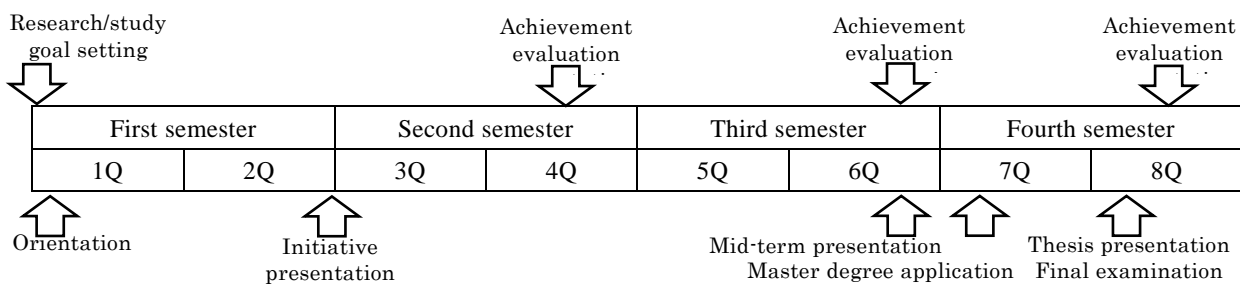 Research/study
goal setting
Achievement
evaluation
Achievement
evaluation
Achievement
evaluation
First semester
Second semester
Third semester
Fourth semester
1Q
2Q
3Q
4Q
5Q
6Q
7Q
8Q
Orientation
Initiative
presentation
Mid-term presentation
Master degree application
Thesis presentation
Final examination